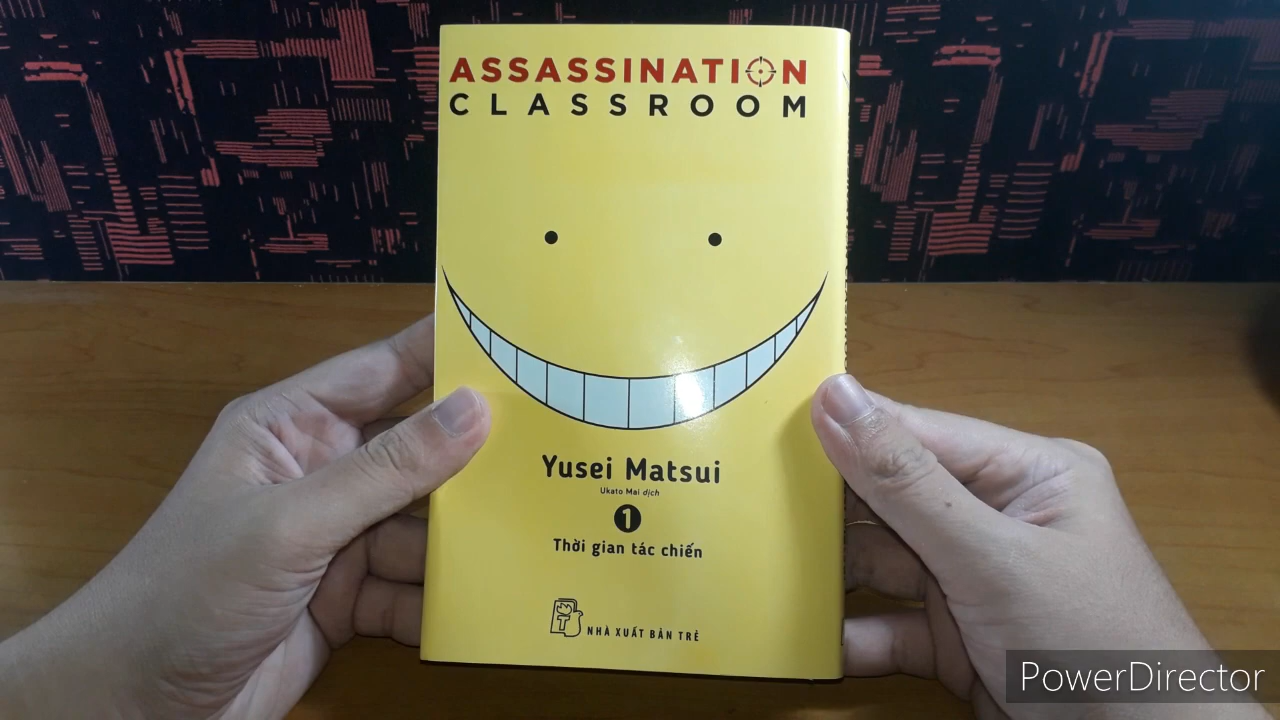 ASSASSINATION
CLASSROOM
Yusei Matsui
Ukato Mai dịch
1
Thời gian tác chiến
T
NHÀ XUẤT BẢN TRẺ
PowerDirector